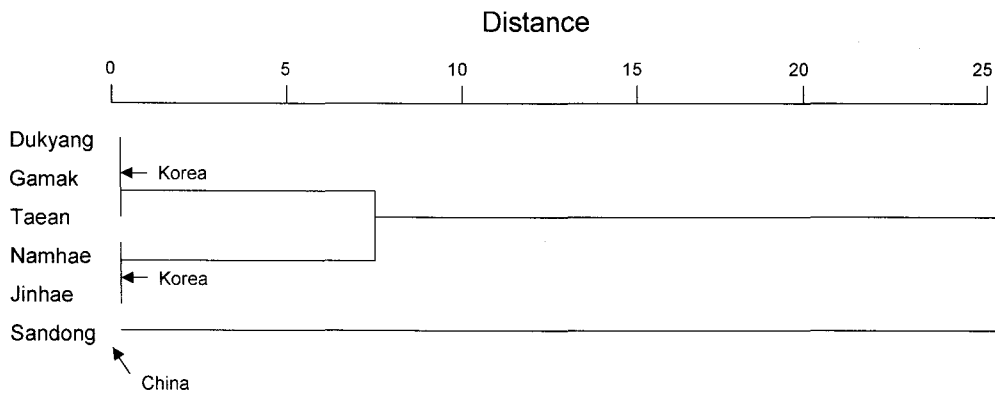 Distance
0 5 10 15 20 25
Dukyang
Korea
Gamak
Taean
Namhae
Korea
Jinhae
Sandong
China